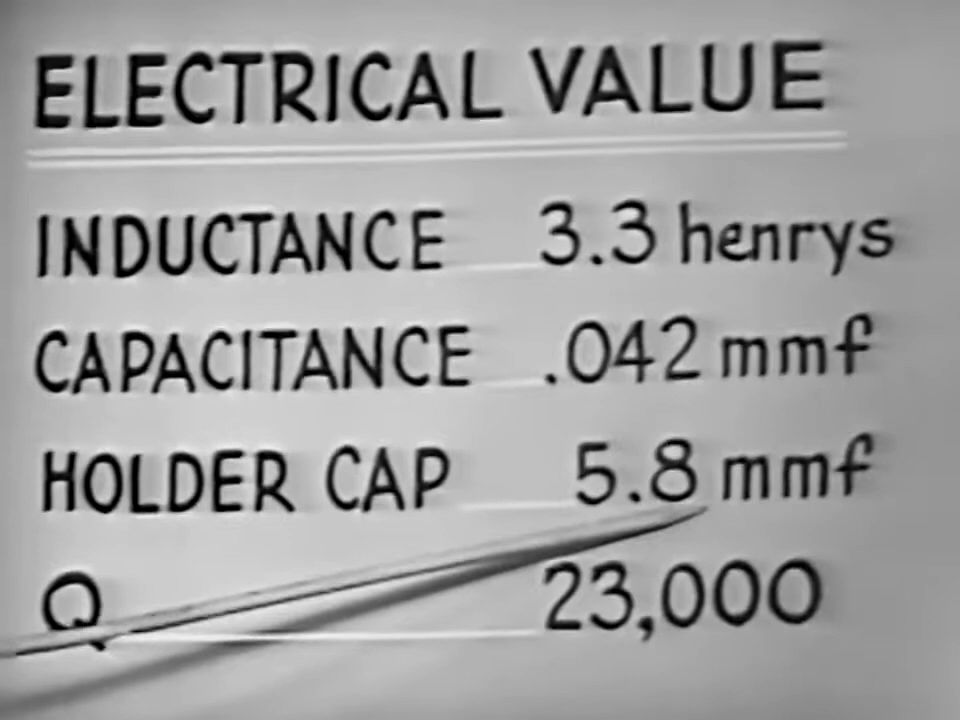 ELECTRICAL VALUE
INDUCTANCE 3.3 henrys
CAPACITANCE .042 mmf
HOLDER CAP 5.8 mmf
Q 23,000